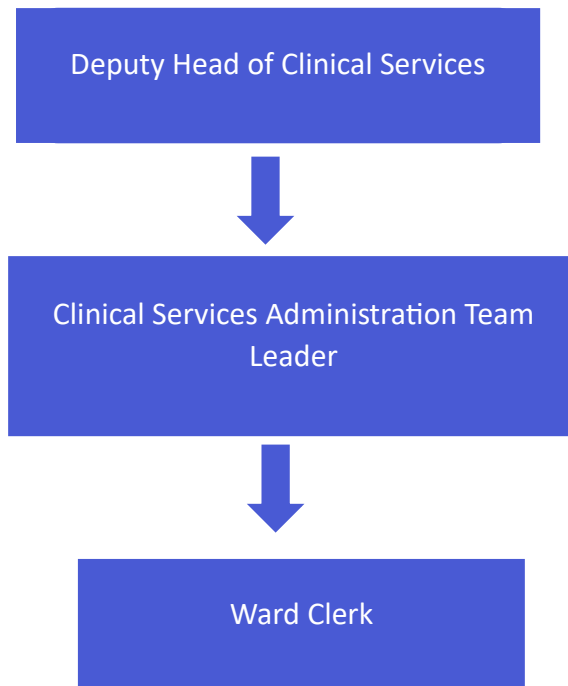 Deputy Head of Clinical Services
Clinical Services Administration Team
Leader
Ward Clerk